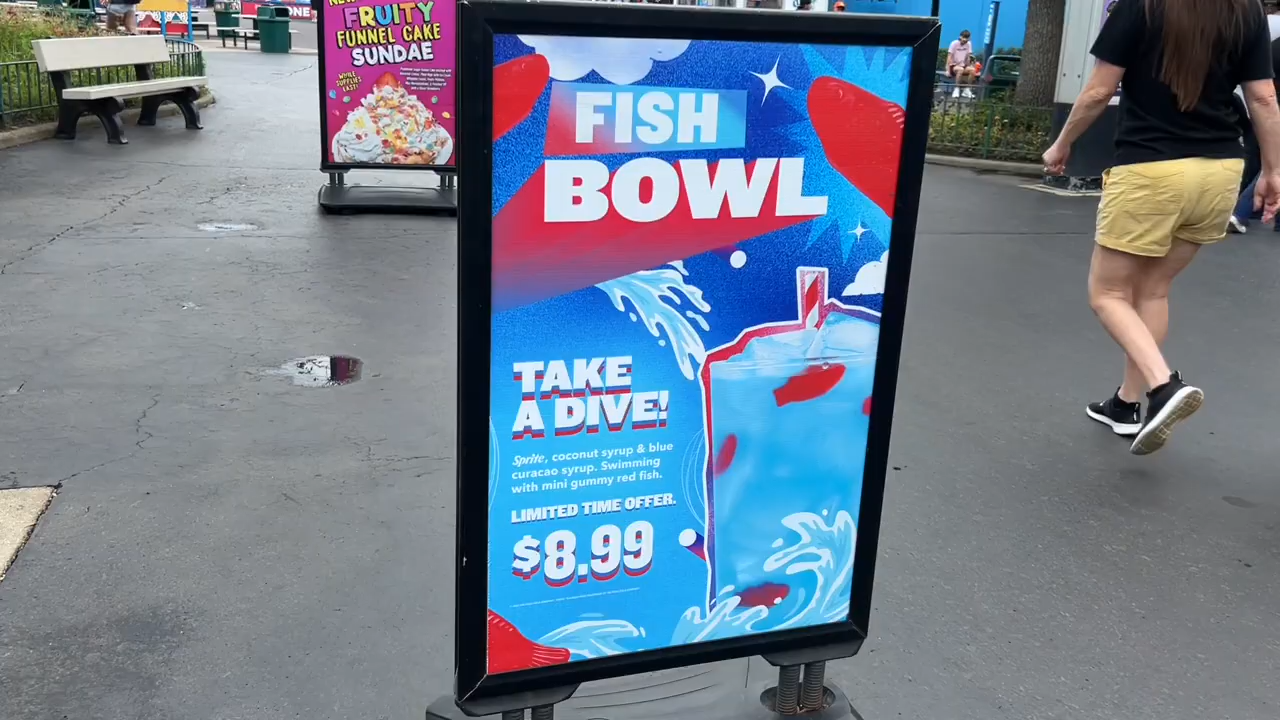 FRUITY
FUNNEL CAKE
SUNDAE
WHILE
SUPPLIES
LAST!
FISH
BOWL
TAKE
A DIVE!
Sprite, coconut syrup & blue
curacao syrup. Swimming
with mini gummy red fish.
LIMITED TIME OFFER.
$8.99